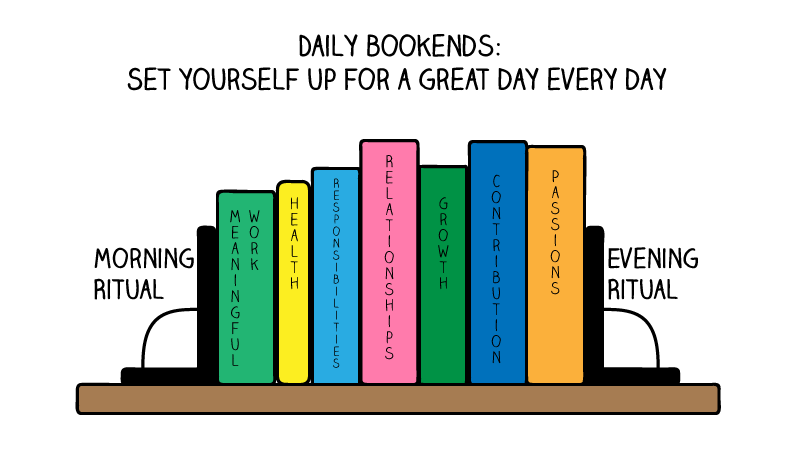 DAILY BOOKENDS:
SET YOURSELF UP FOR A GREAT DAY EVERY DAY
MORNING
RITUAL
MEANINGFUL
WORK
HEALTH
RESPONSIBILITIES
RELATIONSHIPS
GROWTH
CONTRIBUTION
PASSIONS
EVENING
RITUAL